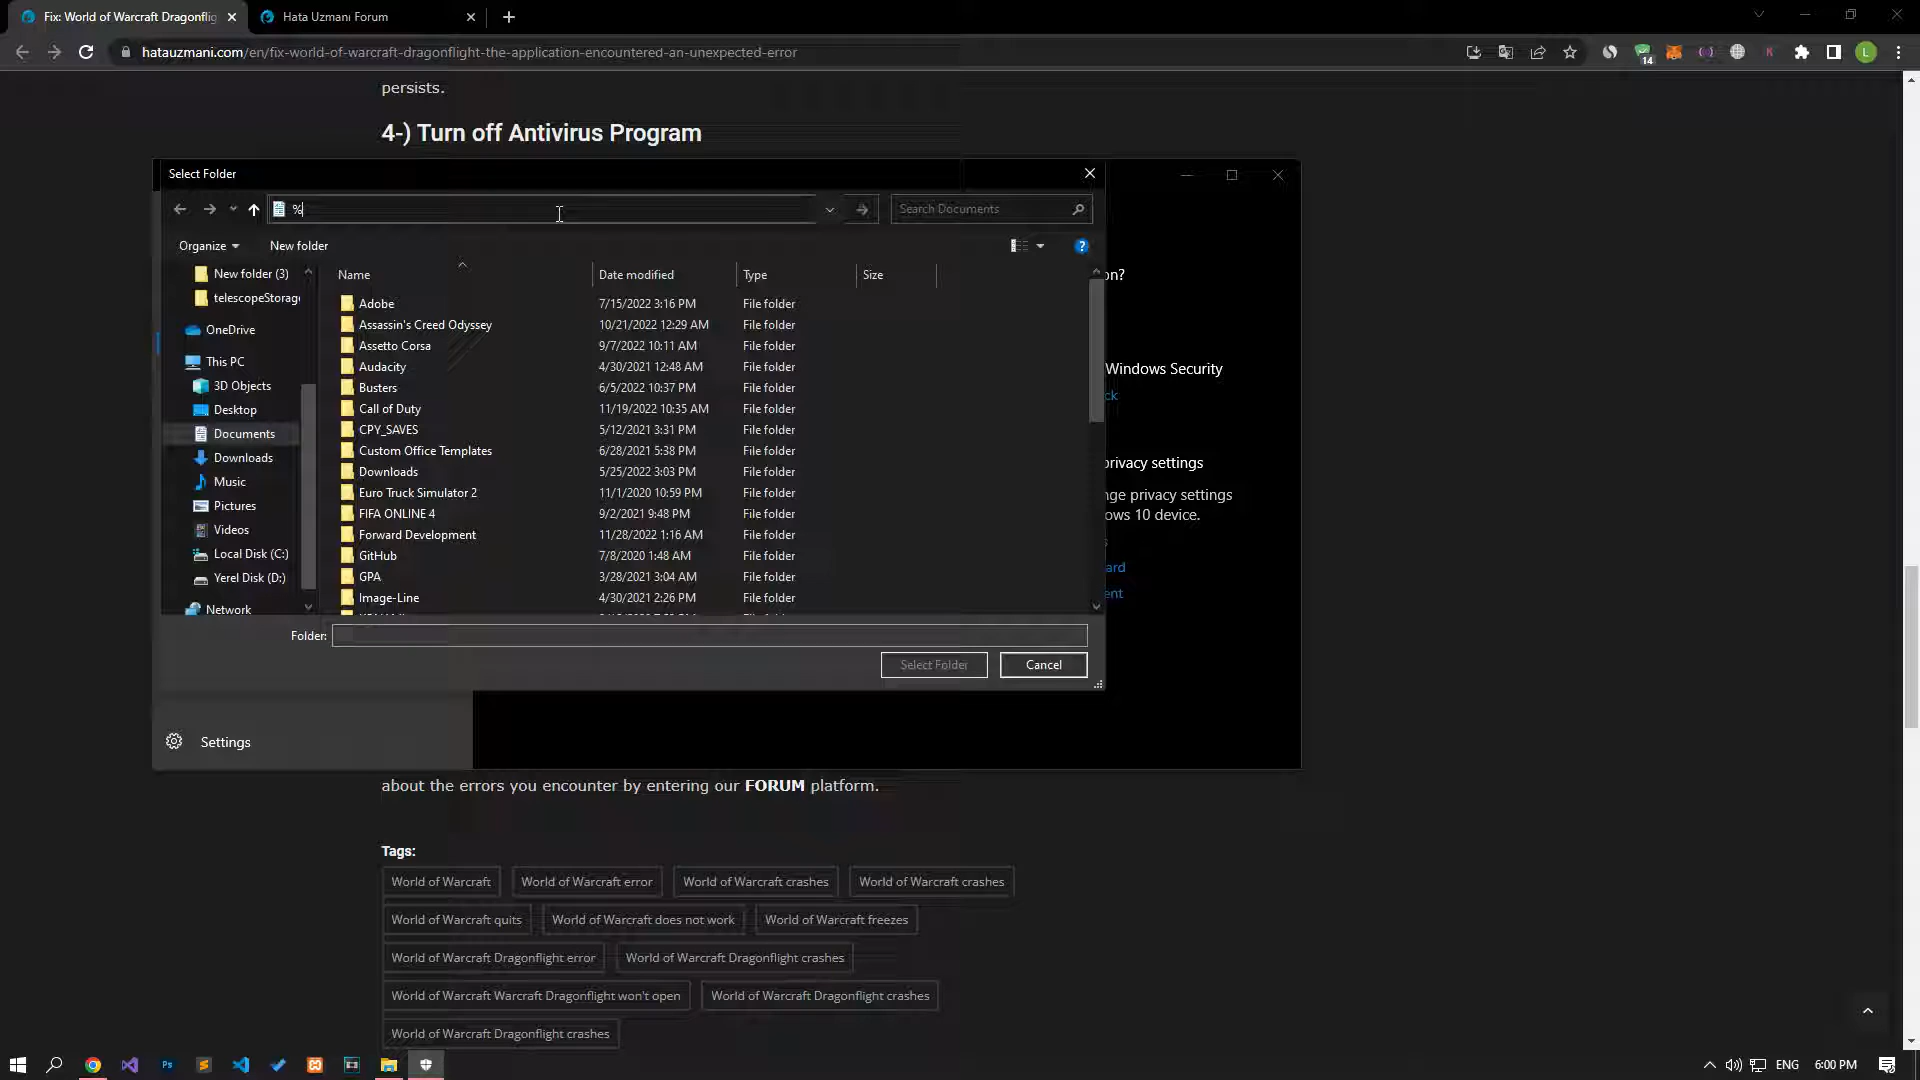 Fix: World of Warcraft Dragonflig
Hata Uzmani Forum
hatauzmani.com/en/fix-world-of-warcraft-dragonflight-the-application-encountered-an-unexpected-error
14
L
persists.
4-) Turn off Antivirus Program
Select Folder
%
Search Documents
Organize
New folder
?
New folder (3)
telescopeStorag
OneDrive
This PC
3D Objects
Desktop
Documents
Downloads
Music
Pictures
Videos
Local Disk (C:)
Yerel Disk (D:)
Network
Name Date modified Type Size
Adobe 7/15/2022 3:16 PM File folder
Assassin's Creed Odyssey 10/21/2022 12:29 AM File folder
Assetto Corsa 9/7/2022 10:11 AM File folder
Audacity 4/30/2021 12:48 AM File folder
Busters 6/5/2022 10:37 PM File folder
Call of Duty 11/19/2022 10:35 AM File folder
CPY_SAVES 5/12/2021 3:31 PM File folder
Custom Office Templates 6/28/2021 5:38 PM File folder
Downloads 5/25/2022 3:03 PM File folder
Euro Truck Simulator 2 11/1/2020 10:59 PM File folder
FIFA ONLINE 4 9/2/2021 9:48 PM File folder
Forward Development 11/28/2022 1:16 AM File folder
GitHub 7/8/2020 1:48 AM File folder
GPA 3/28/2021 3:04 AM File folder
Image-Line 4/30/2021 2:26 PM File folder
Folder:
Select Folder
Cancel
on?
Windows Security
ck
privacy settings
nge privacy settings
ows 10 device.
s
ard
ent
Settings
about the errors you encounter by entering our FORUM platform.
Tags:
World of Warcraft World of Warcraft error World of Warcraft crashes World of Warcraft crashes
World of Warcraft quits World of Warcraft does not work World of Warcraft freezes
World of Warcraft Dragonflight error World of Warcraft Dragonflight crashes
World of Warcraft Warcraft Dragonflight won't open World of Warcraft Dragonflight crashes
World of Warcraft Dragonflight crashes
Ps
ENG
6:00 PM